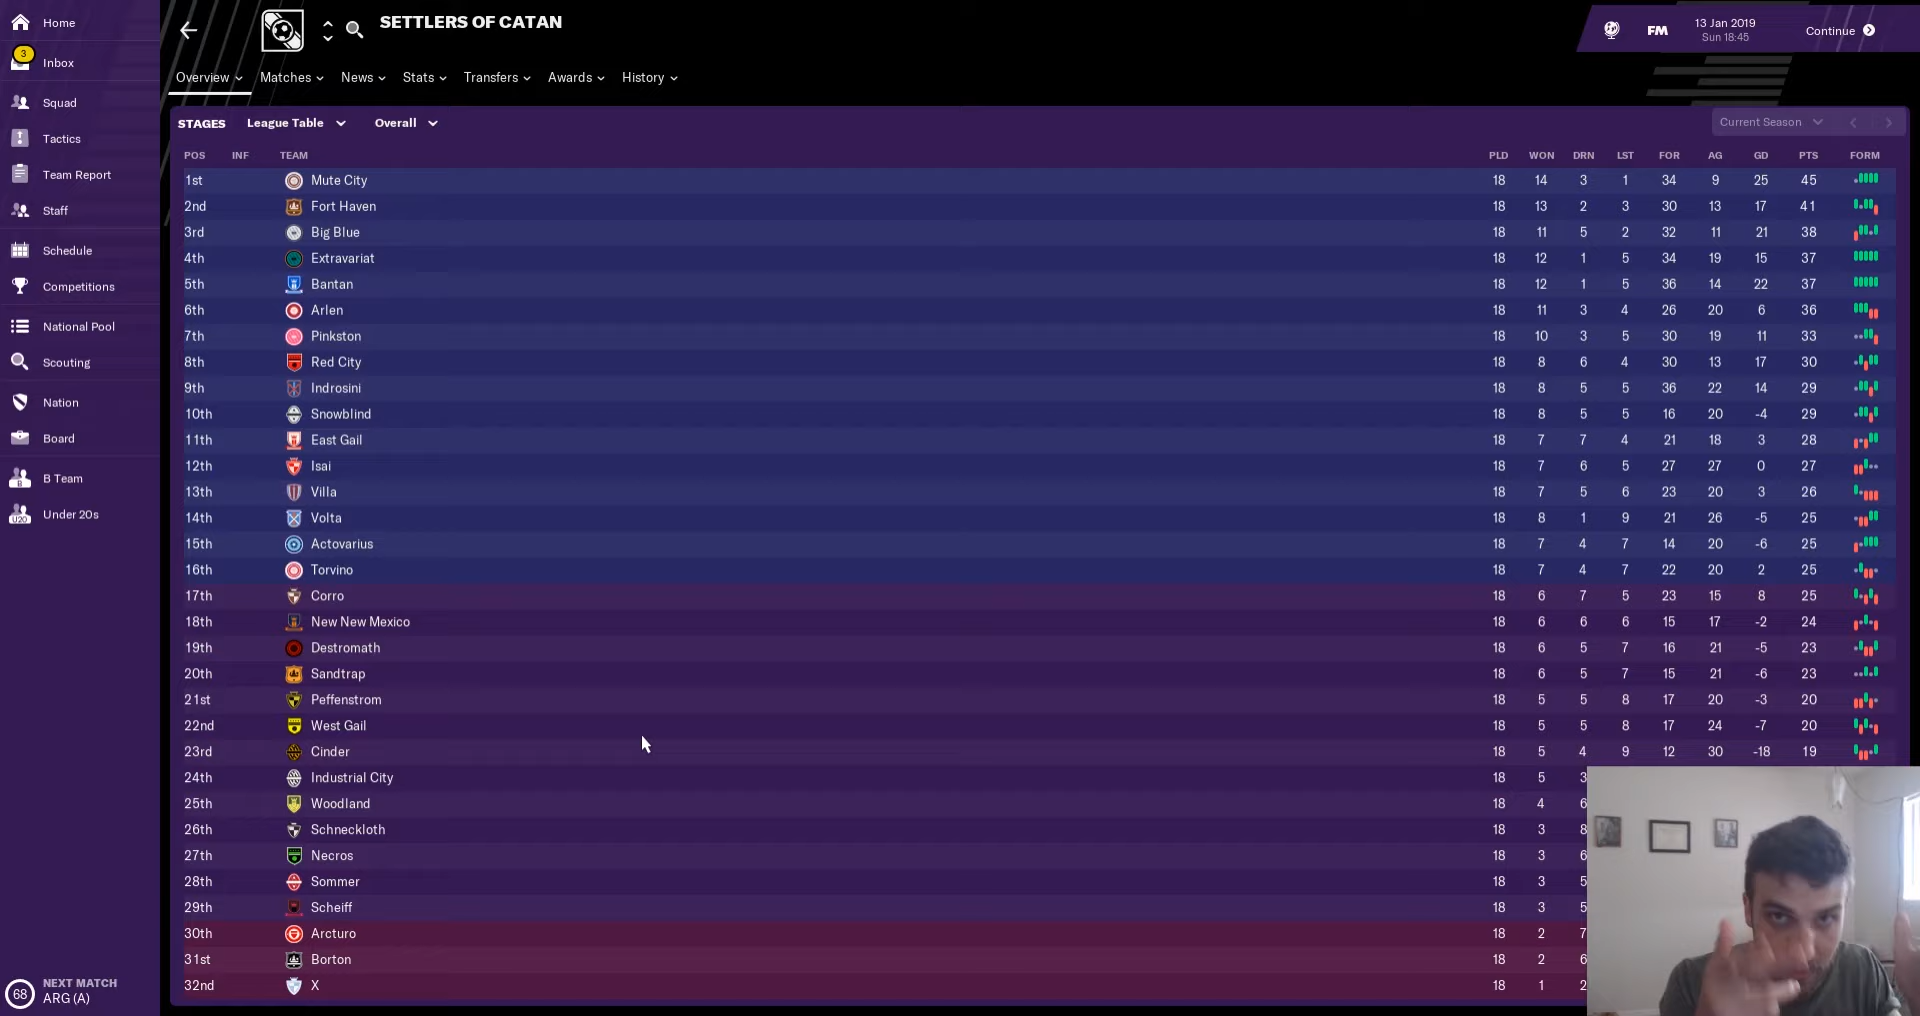 Home
3
Inbox
Squad
Tactics
Team Report
Staff
Schedule
Competitions
National Pool
Scouting
Nation
Board
B
B Team
U20
Under 20s
NEXT MATCH
68
ARG (A)
SETTLERS OF CATAN
FM
13 Jan 2019
Sun 18:45
Continue
Overview Matches News Stats Transfers Awards History
STAGES League Table Overall Current Season
POS INF TEAM PLD WON DRN LST FOR AG GD PTS FORM
1st Mute City 18 14 3 1 34 9 25 45
2nd Fort Haven 18 13 2 3 30 13 17 41
3rd Big Blue 18 11 5 2 32 11 21 38
4th Extravariat 18 12 1 5 34 19 15 37
5th Bantan 18 12 1 5 36 14 22 37
6th Arlen 18 11 3 4 26 20 6 36
7th Pinkston 18 10 3 5 30 19 11 33
8th Red City 18 8 6 4 30 13 17 30
9th Indrosini 18 8 5 5 36 22 14 29
10th Snowblind 18 8 5 5 16 20 -4 29
11th East Gail 18 7 7 4 21 18 3 28
12th Isai 18 7 6 5 27 27 0 27
13th Villa 18 7 5 6 23 20 3 26
14th Volta 18 8 1 9 21 26 -5 25
15th Actovarius 18 7 4 7 14 20 -6 25
16th Torvino 18 7 4 7 22 20 2 25
17th Corro 18 6 7 5 23 15 8 25
18th New New Mexico 18 6 6 6 15 17 -2 24
19th Destromath 18 6 5 7 16 21 -5 23
20th Sandtrap 18 6 5 7 15 21 -6 23
21st Peffenstrom 18 5 5 8 17 20 -3 20
22nd West Gail 18 5 5 8 17 24 -7 20
23rd Cinder 18 5 4 9 12 30 -18 19
24th Industrial City 18 5 3
25th Woodland 18 4 6
26th Schneckloth 18 3 8
27th Necros 18 3 6
28th Sommer 18 3 5
29th Scheiff 18 3 5
30th Arcturo 18 2 7
31st Borton 18 2 6
32nd X 18 1 2